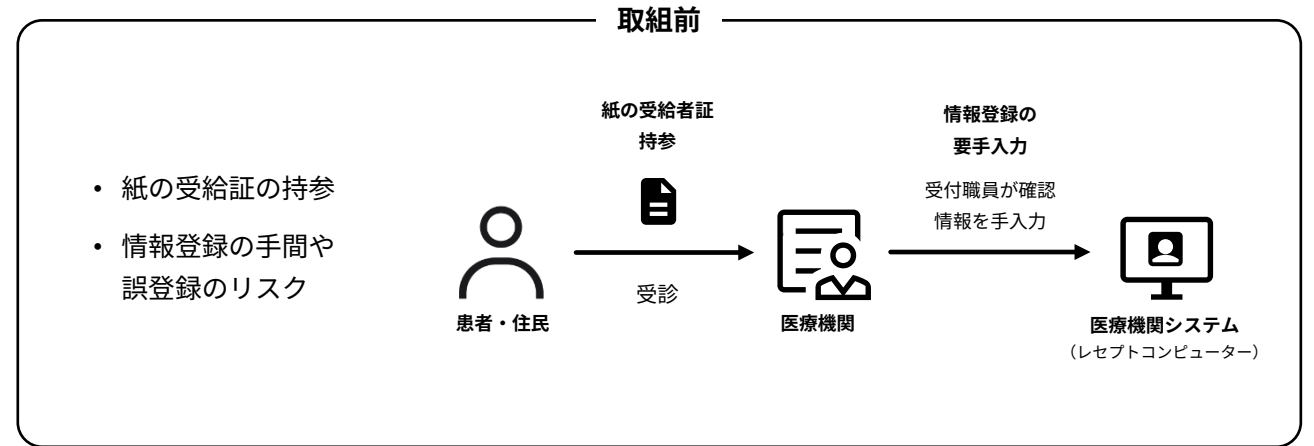 取組前
• 紙の受給証の持参
• 情報登録の手間や
誤登録のリスク
紙の受給者証
持参
受診
患者・住民
医療機関
情報登録の
要手入力
受付職員が確認
情報を手入力
医療機関システム
（レセプトコンピューター）